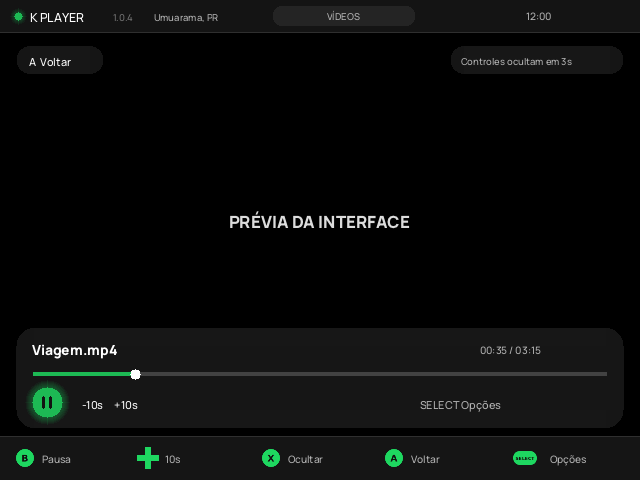 K PLAYER 1.0.4 Umuarama, PR VÍDEOS 12:00
A Voltar Controles ocultam em 3s
PRÉVIA DA INTERFACE
Viagem.mp4 00:35 / 03:15
-10s +10s SELECT Opções
B Pausa 10s X Ocultar A Voltar SELECT Opções